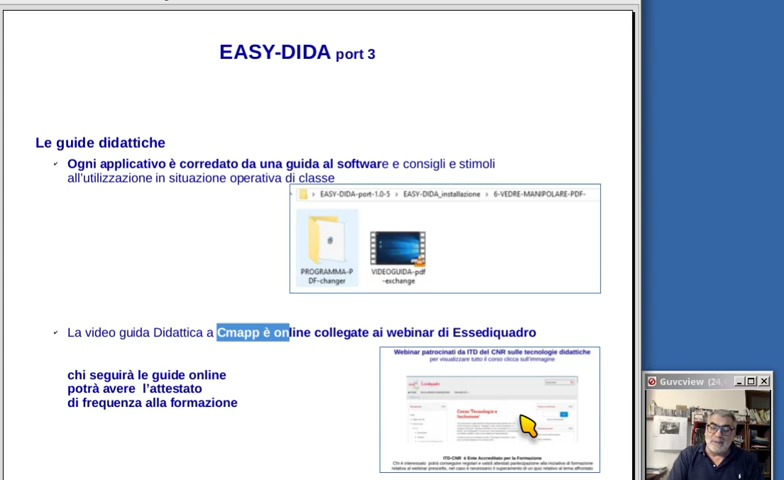 EASY-DIDA port 3
Le guide didattiche
Ogni applicativo è corredato da una guida al software e consigli e stimoli
all'utilizzazione in situazione operativa di classe
EASY-DIDA-port-1.0-5 › EASY-DIDA_installazione › 6-VEDRE-MANIPOLARE-PDF-
PROGRAMMA-P
DF-changer
VIDEOGUIDA-pdf
-exchange
La video guida Didattica a Cmapp è online collegate ai webinar di Essediquadro
Webinar patrocinati da ITD del CNR sulle tecnologie didattiche
per visualizzare tutto il corso clicca sull'immagine
chi seguirà le guide online
potrà avere l'attestato
di frequenza alla formazione
Corso "Tecnologie e
Inclusione"
ITD-CNR è Ente Accreditato per la Formazione
Guvcview (24.